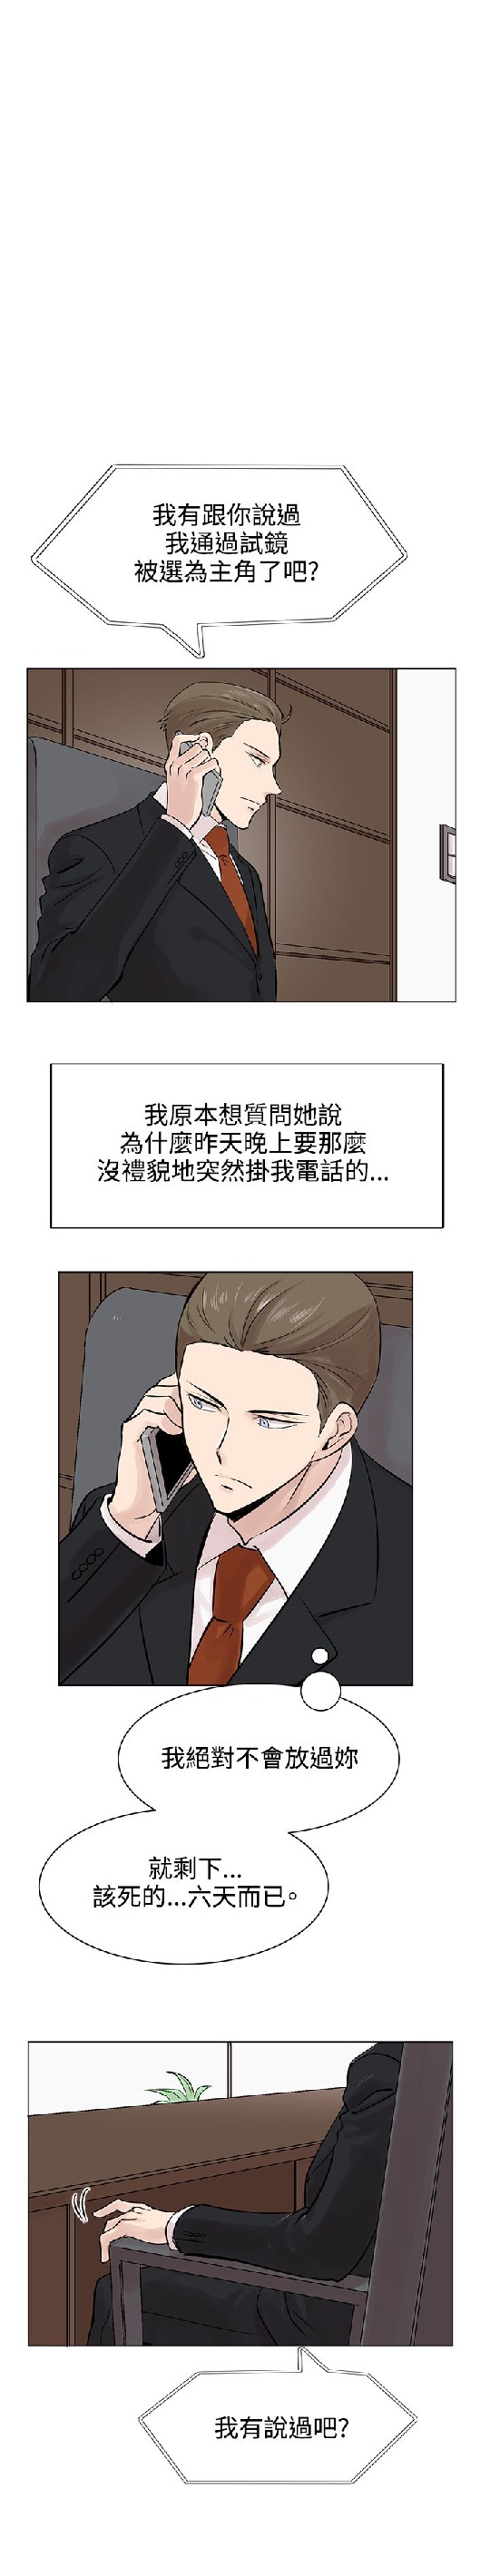 我有跟你說過
我通過試鏡
被選為主角了吧?
我原本想質問她說
為什麼昨天晚上要那麼
沒禮貌地突然掛我電話的...
我絕對不會放過妳
就剩下...
該死的...六天而已。
我有說過吧?